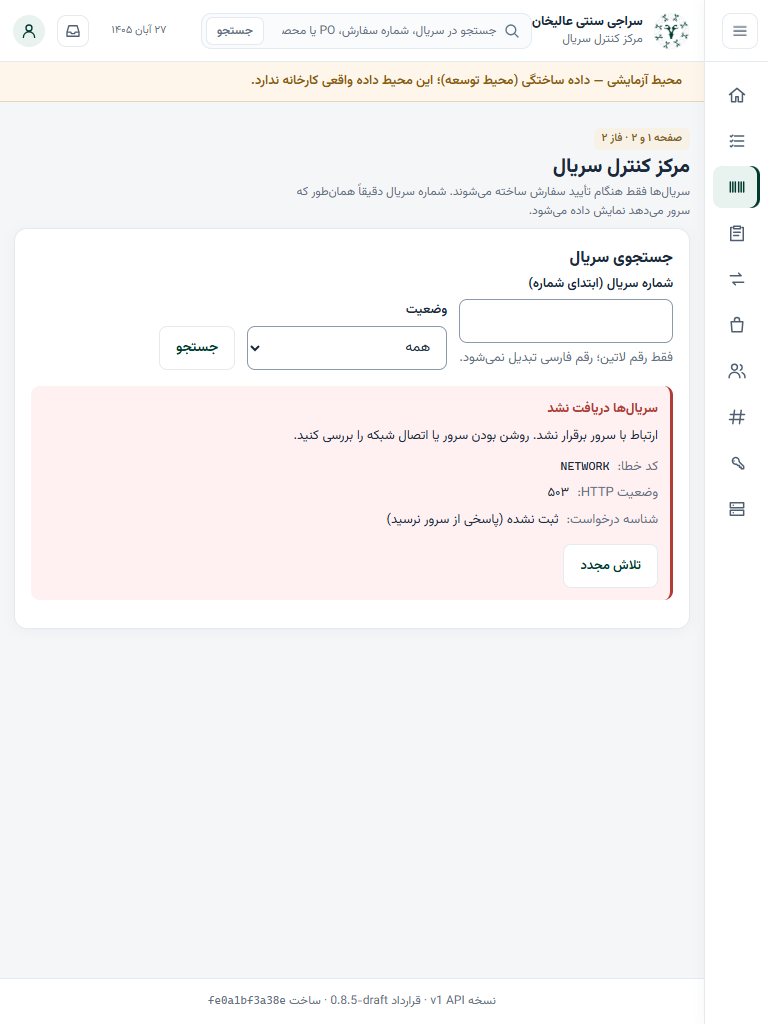 سراجی سنتی عالیخان
مرکز کنترل سریال
جستجو در سریال، شماره سفارش، PO یا محصـ
جستجو
۲۷ آبان ۱۴۰۵
محیط آزمایشی — داده ساختگی (محیط توسعه)؛ این محیط داده واقعی کارخانه ندارد.
صفحه ۱ و ۲ · فاز ۲
مرکز کنترل سریال
سریال‌ها فقط هنگام تأیید سفارش ساخته می‌شوند. شماره سریال دقیقاً همان‌طور که
سرور می‌دهد نمایش داده می‌شود.
جستجوی سریال
شماره سریال (ابتدای شماره)
فقط رقم لاتین؛ رقم فارسی تبدیل نمی‌شود.
وضعیت
همه
جستجو
سریال‌ها دریافت نشد
ارتباط با سرور برقرار نشد. روشن بودن سرور یا اتصال شبکه را بررسی کنید.
کد خطا: NETWORK
وضعیت HTTP: ۵۰۳
شناسه درخواست: ثبت نشده (پاسخی از سرور نرسید)
تلاش مجدد
نسخه v1 API · قرارداد 0.8.5-draft · ساخت fe0a1bf3a38e